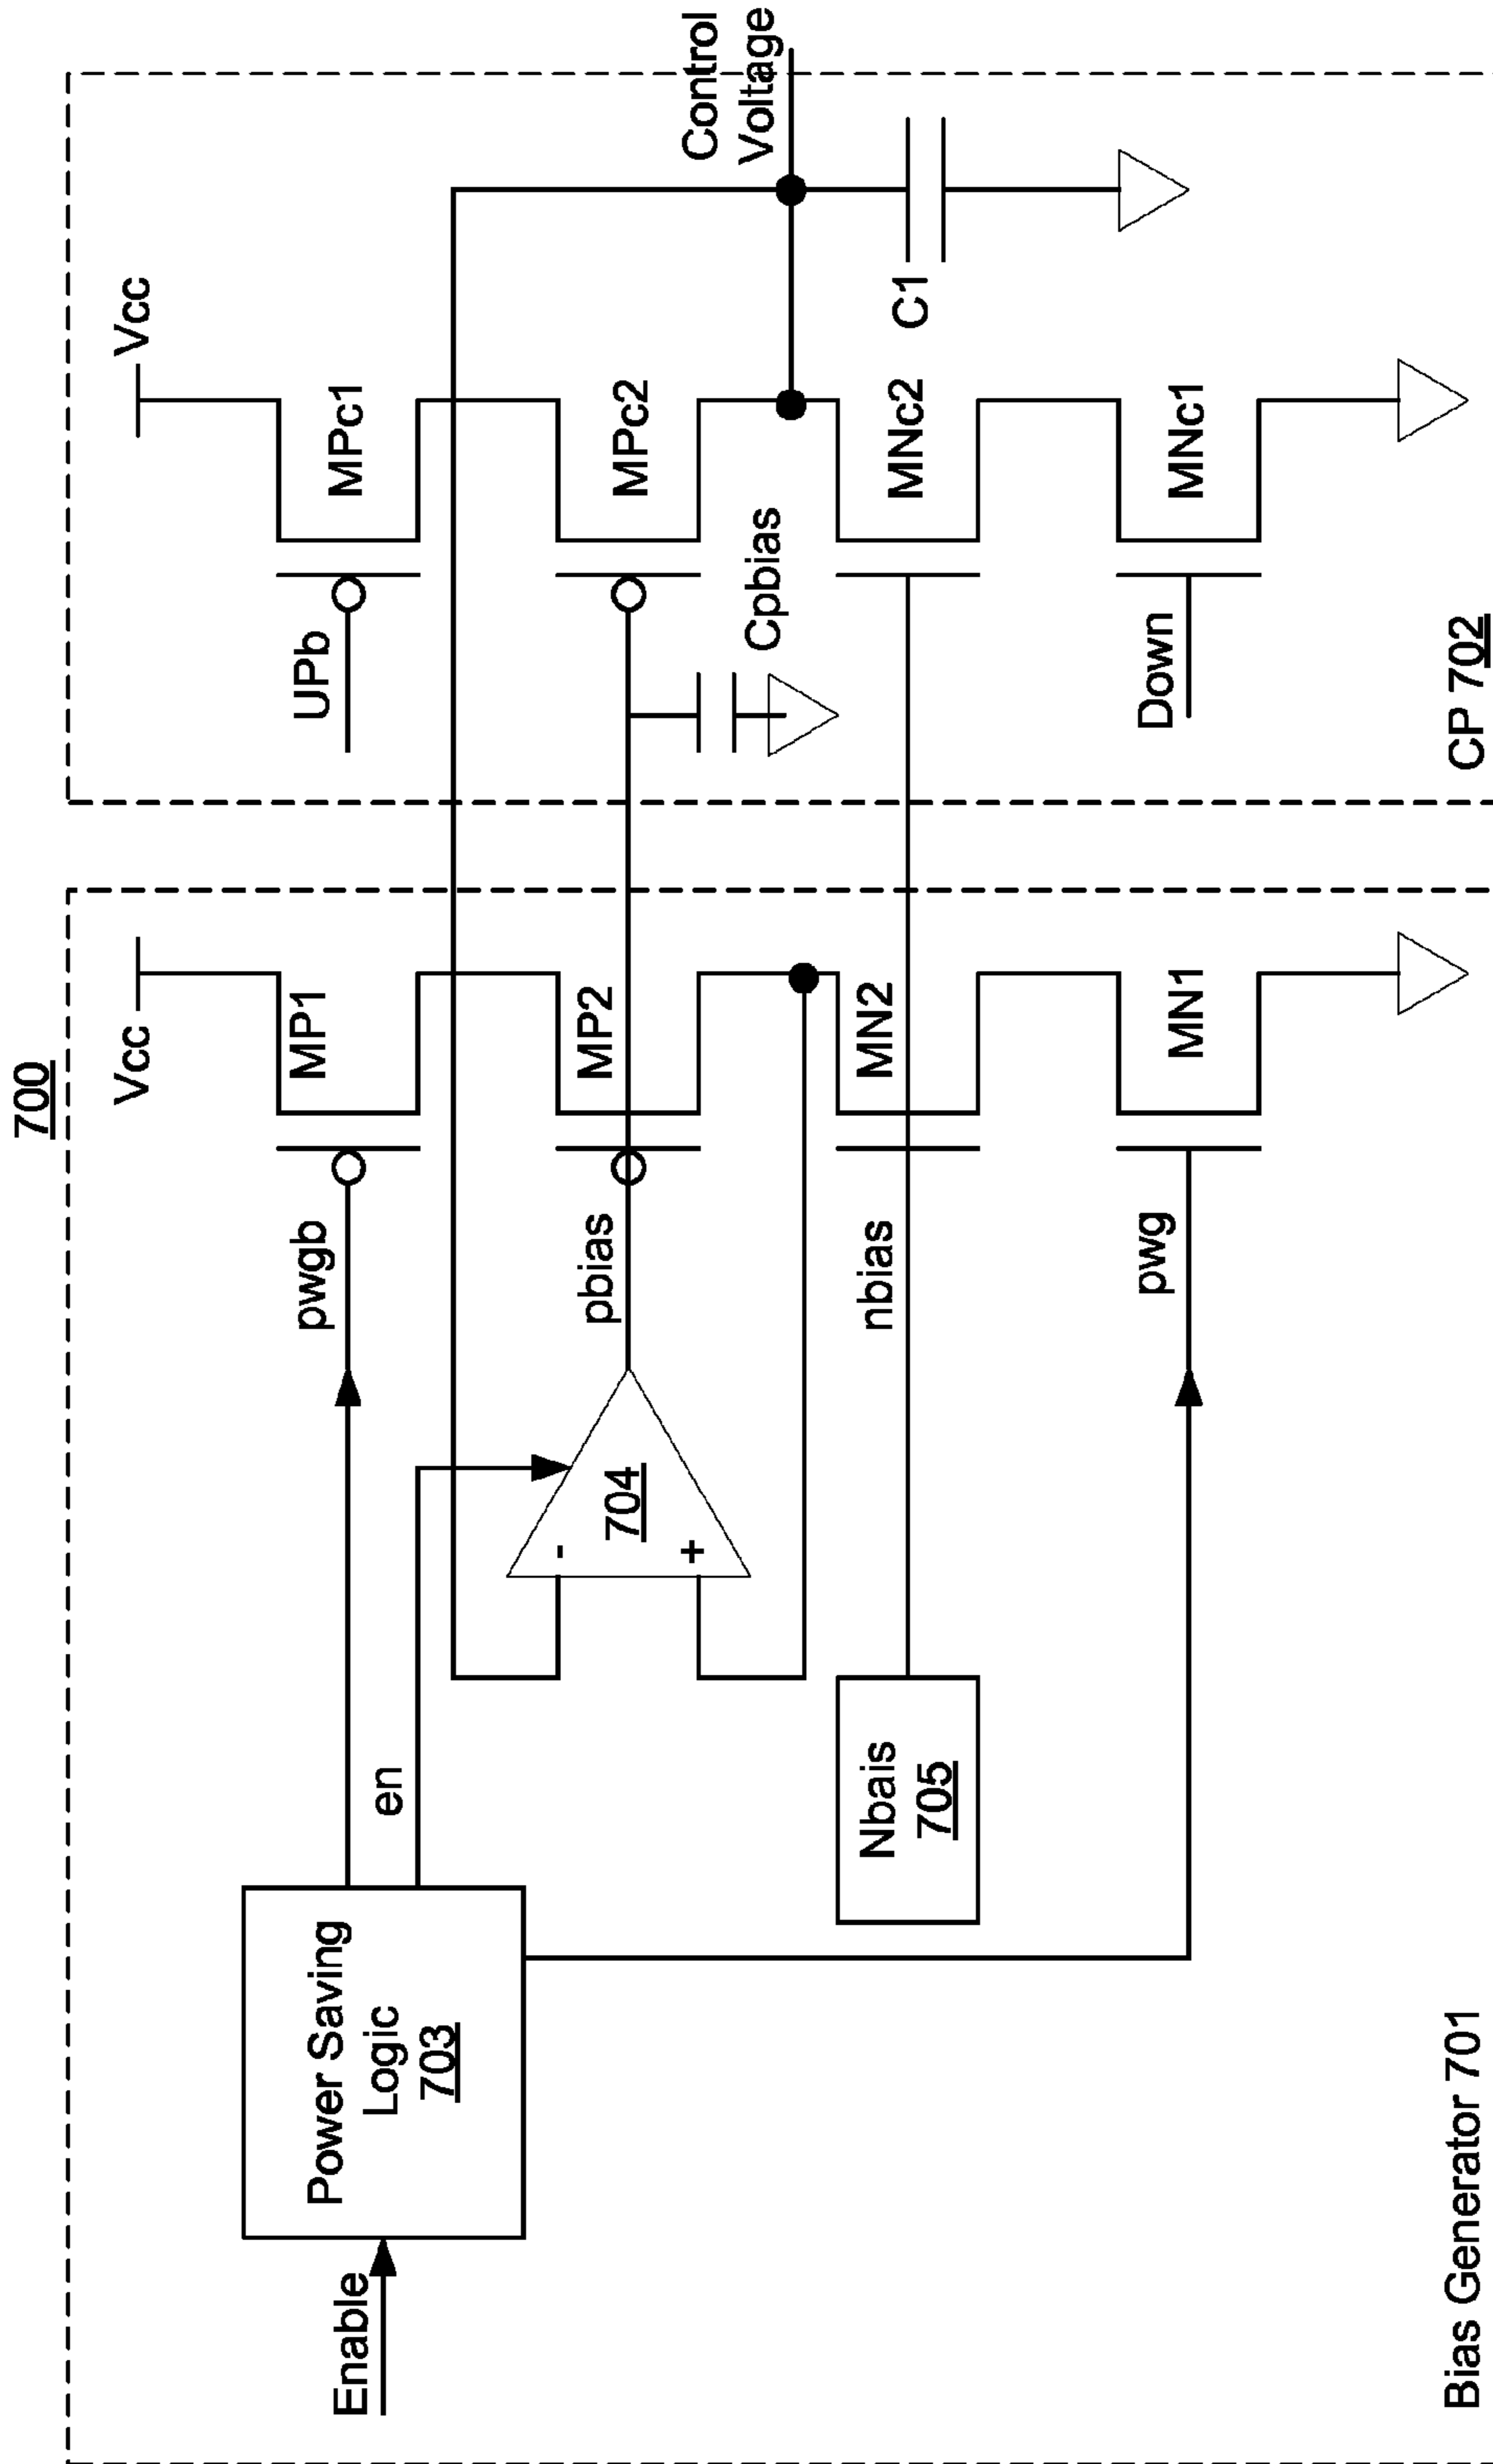 700
Vcc
Vcc
MP1
MPc1
pwgb
UPb
Control
Voltage
Enable
Power Saving
Logic
703
en
MP2
MPc2
pbias
704
-
+
Cpbias
Nbais
705
nbias
MN2
MNc2
C1
pwg
MN1
Down
MNc1
Bias Generator 701
CP 702